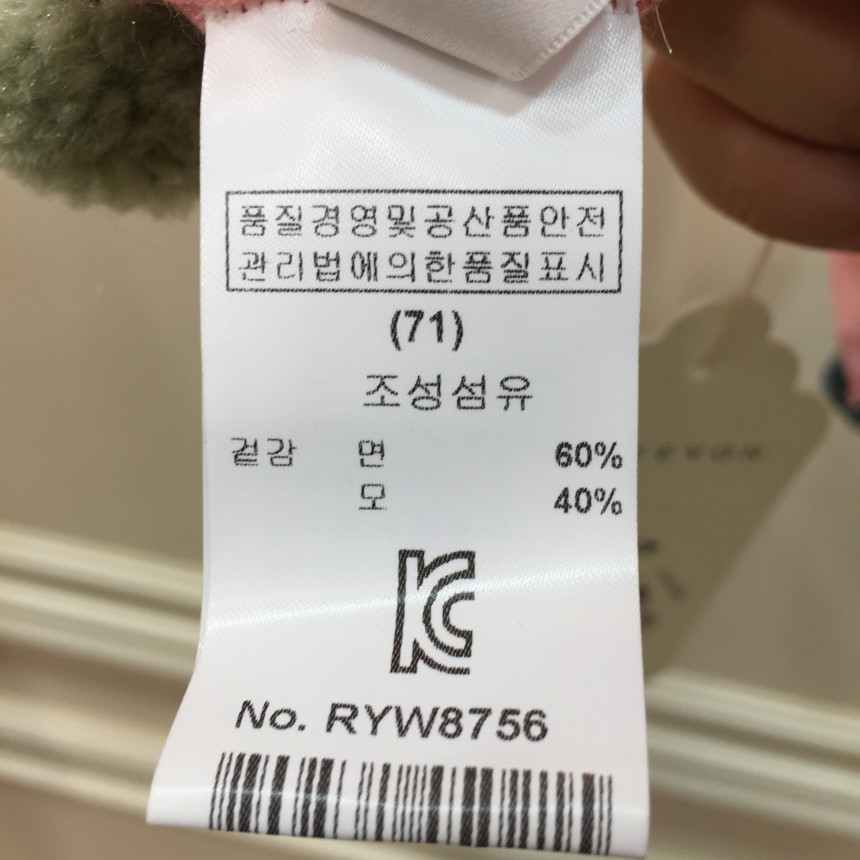 품질경영및공산품안전
관리법에의한품질표시
(71)
조성섬유
겉감 면 60%
모 40%
KC
No. RYW8756